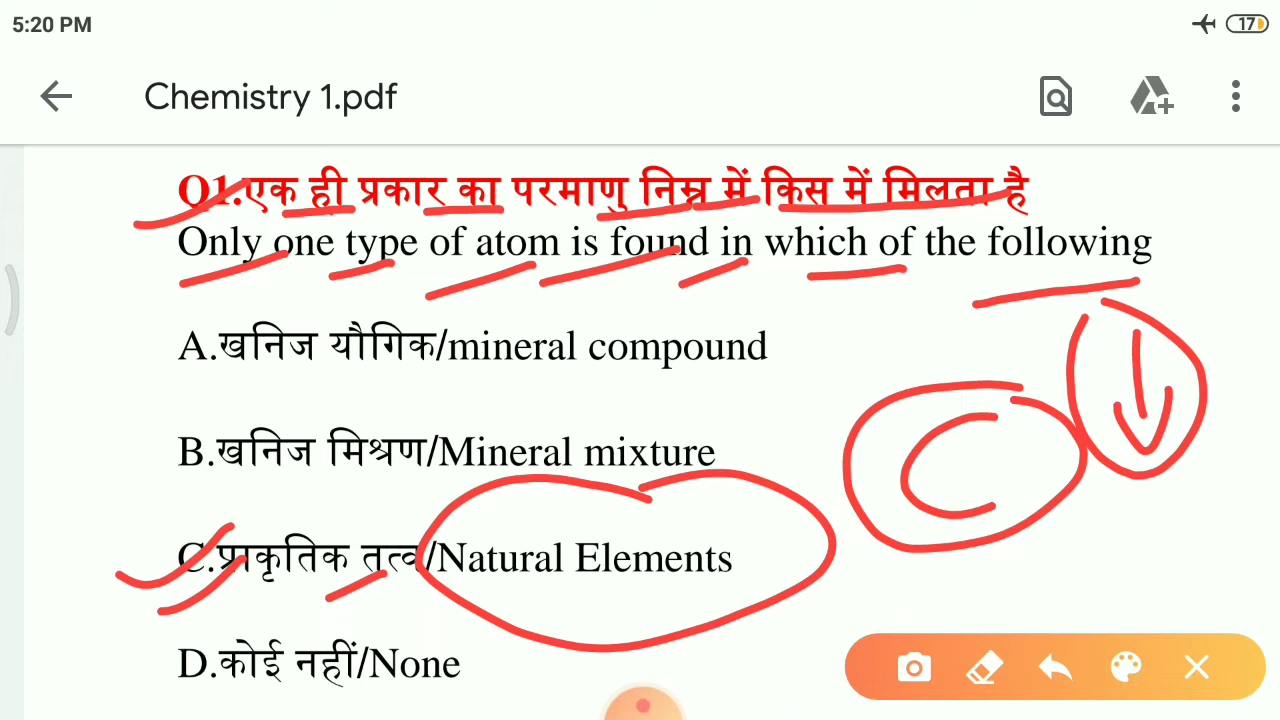 5:20 PM 17
Chemistry 1.pdf
Q1.एक ही प्रकार का परमाणु निम्न में किस में मिलता है
Only one type of atom is found in which of the following
A.खनिज यौगिक/mineral compound
B.खनिज मिश्रण/Mineral mixture
C
C.प्राकृतिक तत्व/Natural Elements
D.कोई नहीं/None